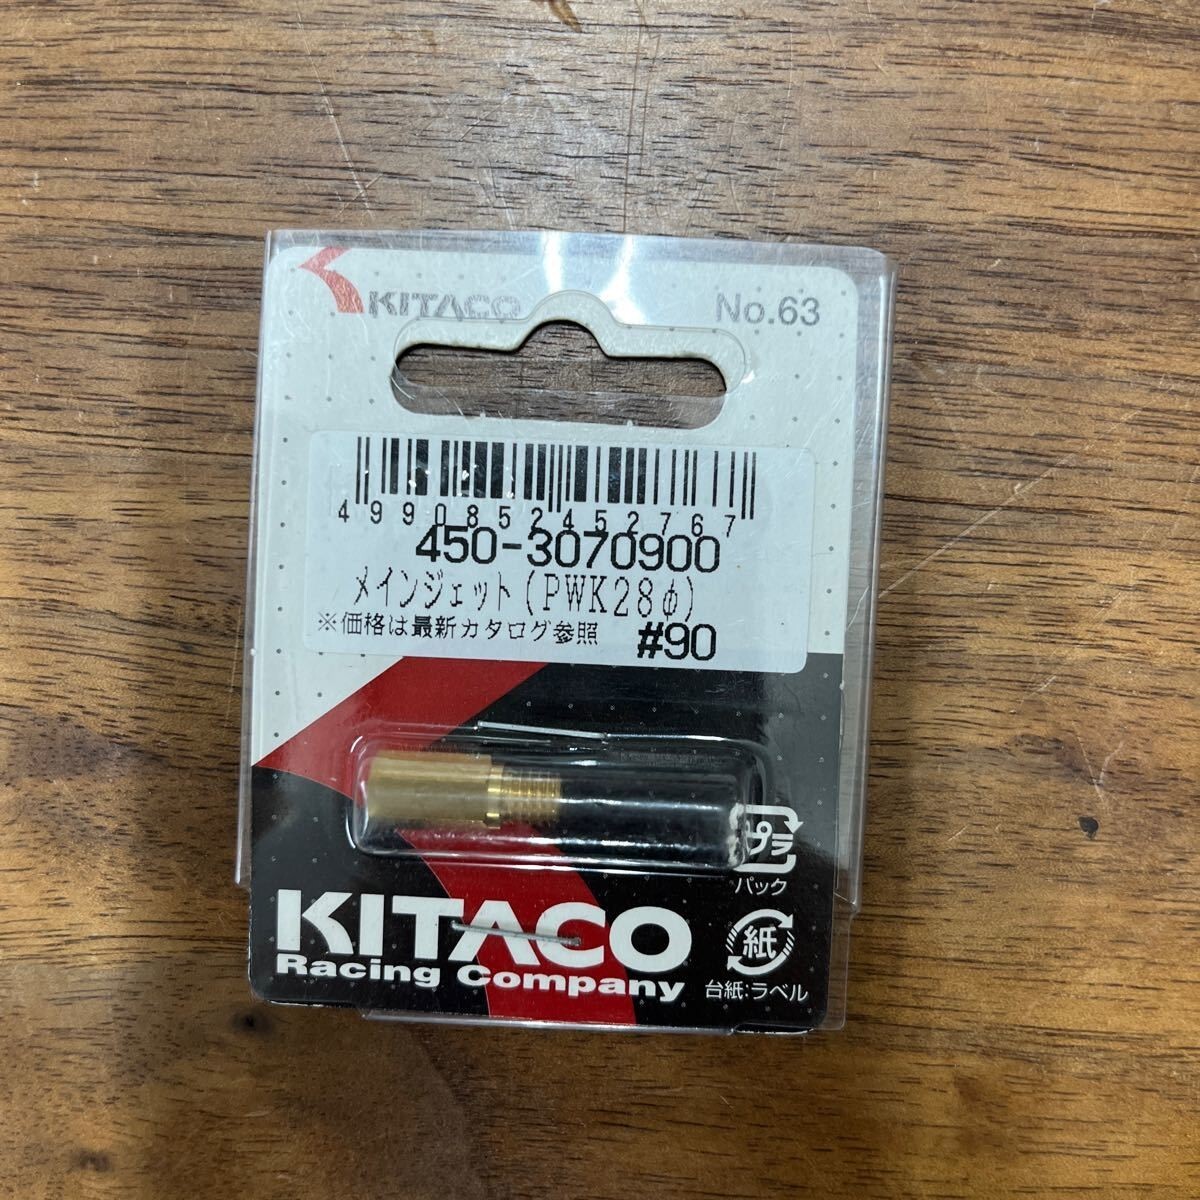 KITACO
No.63
4990852452767
450-3070900
メインジェット(PWK28φ)
※価格は最新カタログ参照 #90
プラ
パック
KITACO
Racing Company
紙
台紙:ラベル